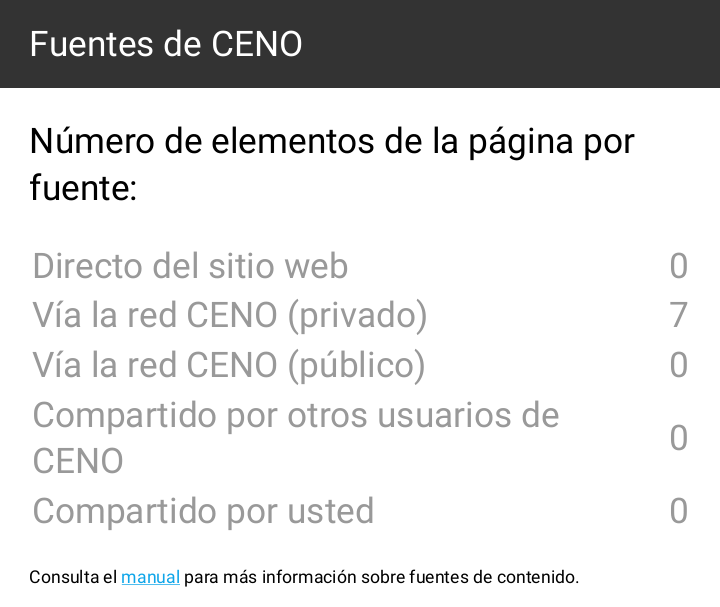 Fuentes de CENO
Número de elementos de la página por
fuente:
Directo del sitio web 0
Vía la red CENO (privado) 7
Vía la red CENO (público) 0
Compartido por otros usuarios de
CENO 0
Compartido por usted 0
Consulta el manual para más información sobre fuentes de contenido.